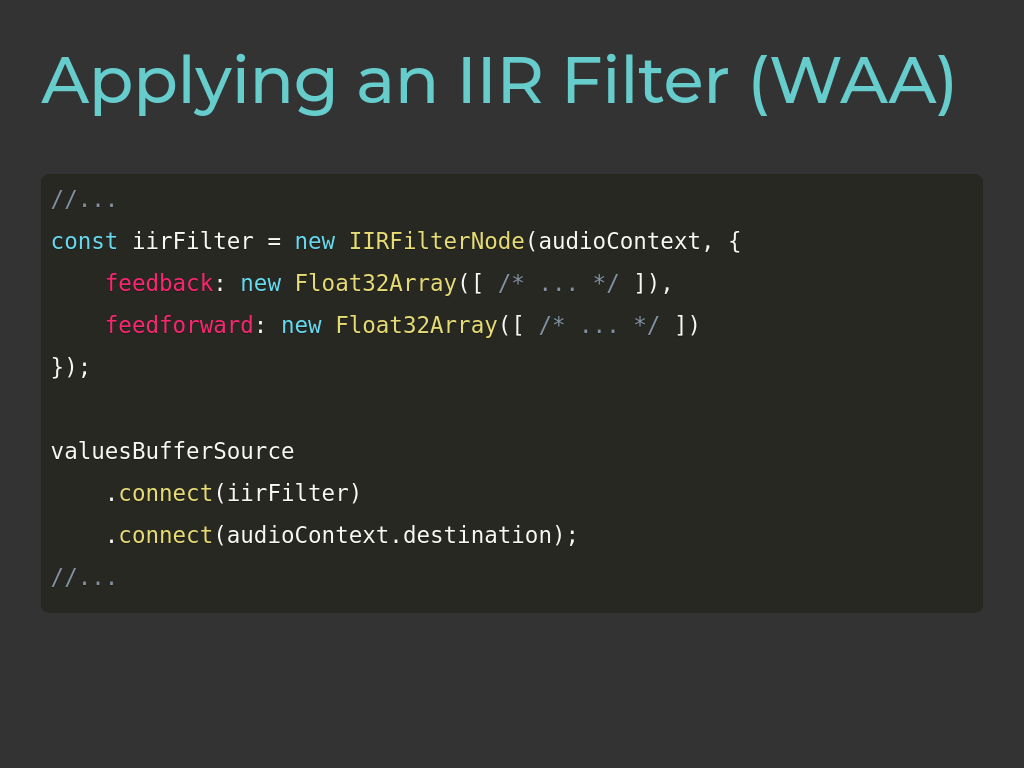 Applying an IIR Filter (WAA)
//...
const iirFilter = new IIRFilterNode(audioContext, {
    feedback: new Float32Array([ /* ... */ ]),
    feedforward: new Float32Array([ /* ... */ ])
});

valuesBufferSource
    .connect(iirFilter)
    .connect(audioContext.destination);
//...